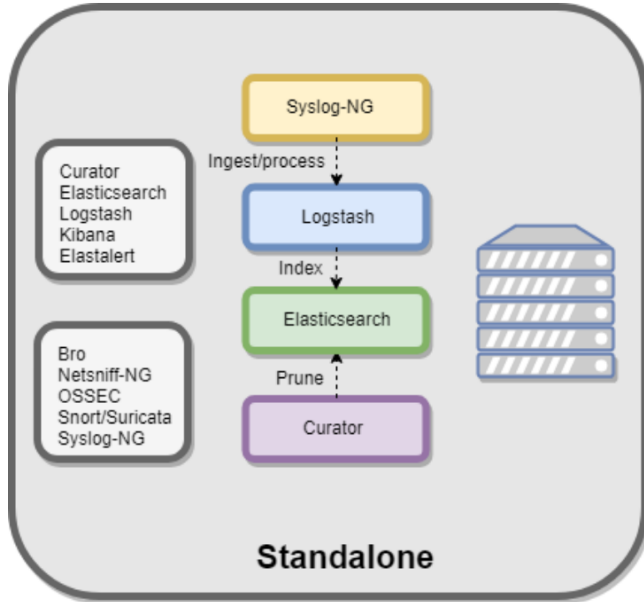 Syslog-NG
Ingest/process
Logstash
Index
Elasticsearch
Prune
Curator
Curator
Elasticsearch
Logstash
Kibana
Elastalert
Bro
Netsniff-NG
OSSEC
Snort/Suricata
Syslog-NG
Standalone